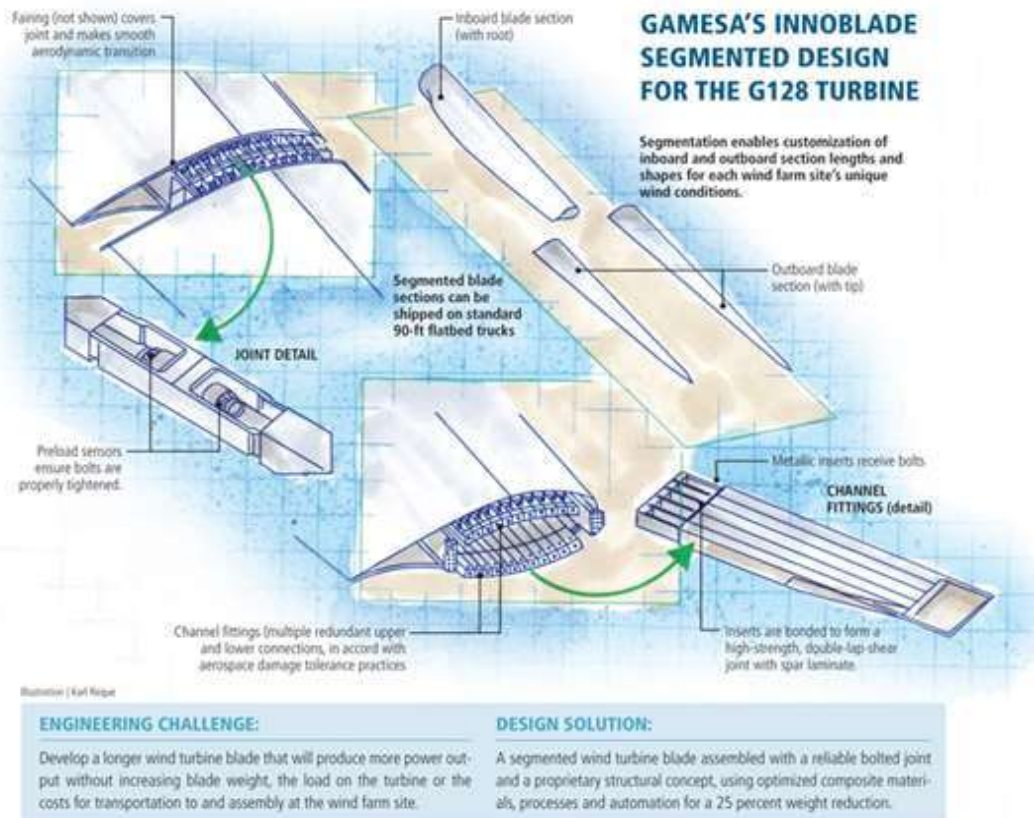 GAMESA'S INNOBLADE
SEGMENTED DESIGN
FOR THE G128 TURBINE
Segmentation enables customization of
inboard and outboard section lengths and
shapes for each wind farm site's unique
wind conditions.
Fairing (not shown) covers
joint and makes smooth
aerodynamic transition
Inboard blade section
(with root)
Outboard blade
section (with tip)
Segmented blade
sections can be
shipped on standard
90-ft flatbed trucks
JOINT DETAIL
Preload sensors
ensure bolts are
properly tightened.
Metallic inserts receive bolts
CHANNEL
FITTINGS (detail)
Channel fittings (multiple redundant upper
and lower connections, in accord with
aerospace damage tolerance practices
Inserts are bonded to form a
high-strength, double-lap-shear
joint with spar laminate.
Illustration | Karl Reque
ENGINEERING CHALLENGE:
Develop a longer wind turbine blade that will produce more power out-
put without increasing blade weight, the load on the turbine or the
costs for transportation to and assembly at the wind farm site.
DESIGN SOLUTION:
A segmented wind turbine blade assembled with a reliable bolted joint
and a proprietary structural concept, using optimized composite materi-
als, processes and automation for a 25 percent weight reduction.